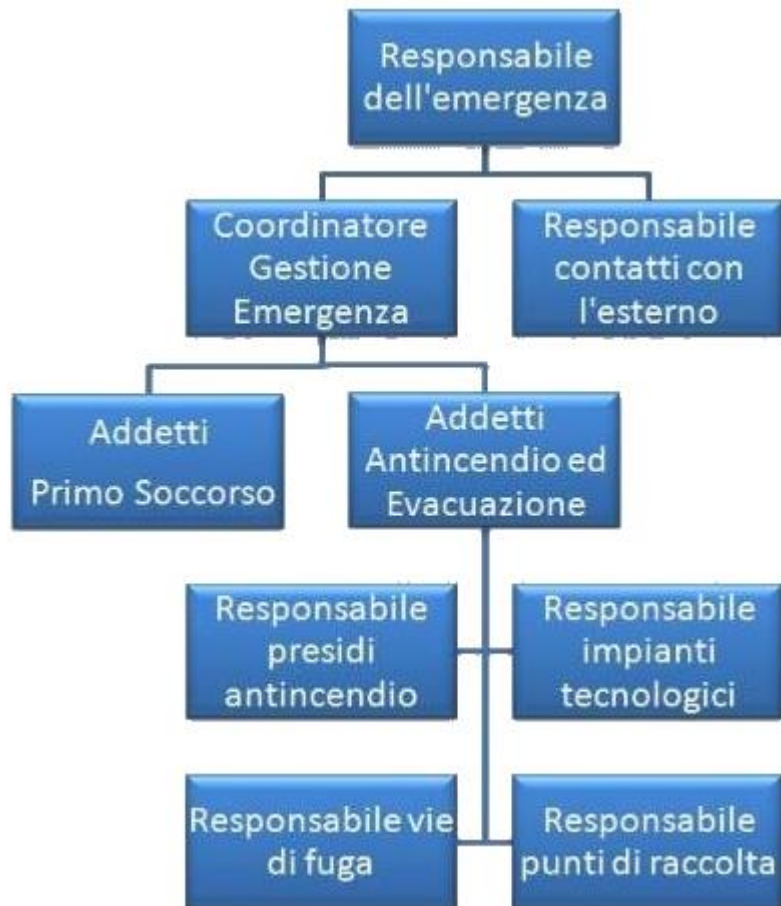 Responsabile
dell'emergenza
Coordinatore
Gestione
Emergenza
Responsabile
contatti con
l'esterno
Addetti
Primo Soccorso
Addetti
Antincendio ed
Evacuazione
Responsabile
presidi
antincendio
Responsabile
impianti
tecnologici
Responsabile vie
di fuga
Responsabile
punti di raccolta